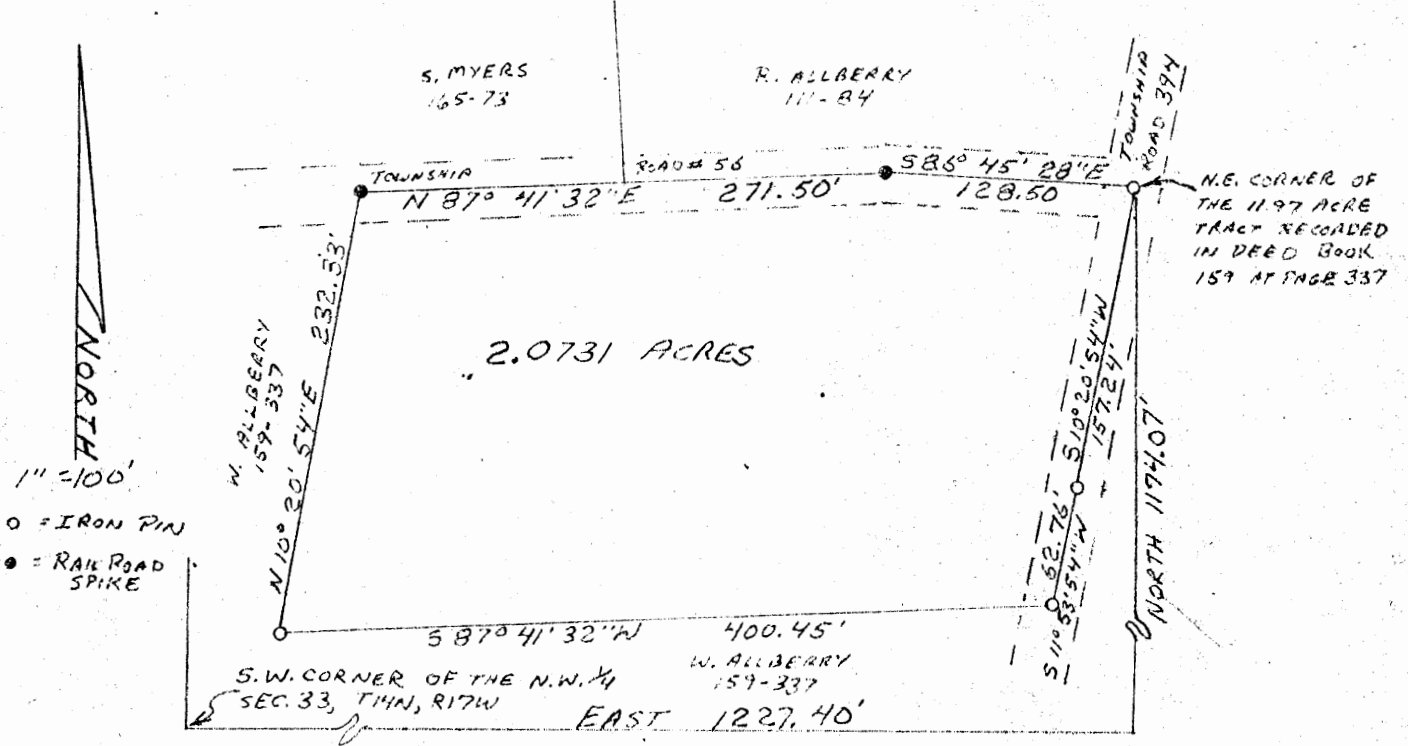 S. MYERS
165-73
R. ALLBERRY
111-84
TOWNSHIP
ROAD 394
TOWNSHIP ROAD # 56
N 87° 41' 32" E 271.50'
S 86° 45' 28" E
128.50
N.E. CORNER OF
THE 11.97 ACRE
TRACT RECORDED
IN DEED BOOK
159 AT PAGE 337
NORTH
1" = 100'
O = IRON PIN
● = RAIL ROAD
SPIKE
W. ALLBERRY
159-337
N 10° 20' 54" E 232.33'
2.0731 ACRES
S 10° 20' 54" W
157.24'
62.76'
S 11° 53' 54" W
NORTH 1174.07'
S 87° 41' 32" W 400.45'
W. ALLBERRY
159-337
S.W. CORNER OF THE N.W. 1/4
SEC. 33, T14N, R17W
EAST 1227.40'